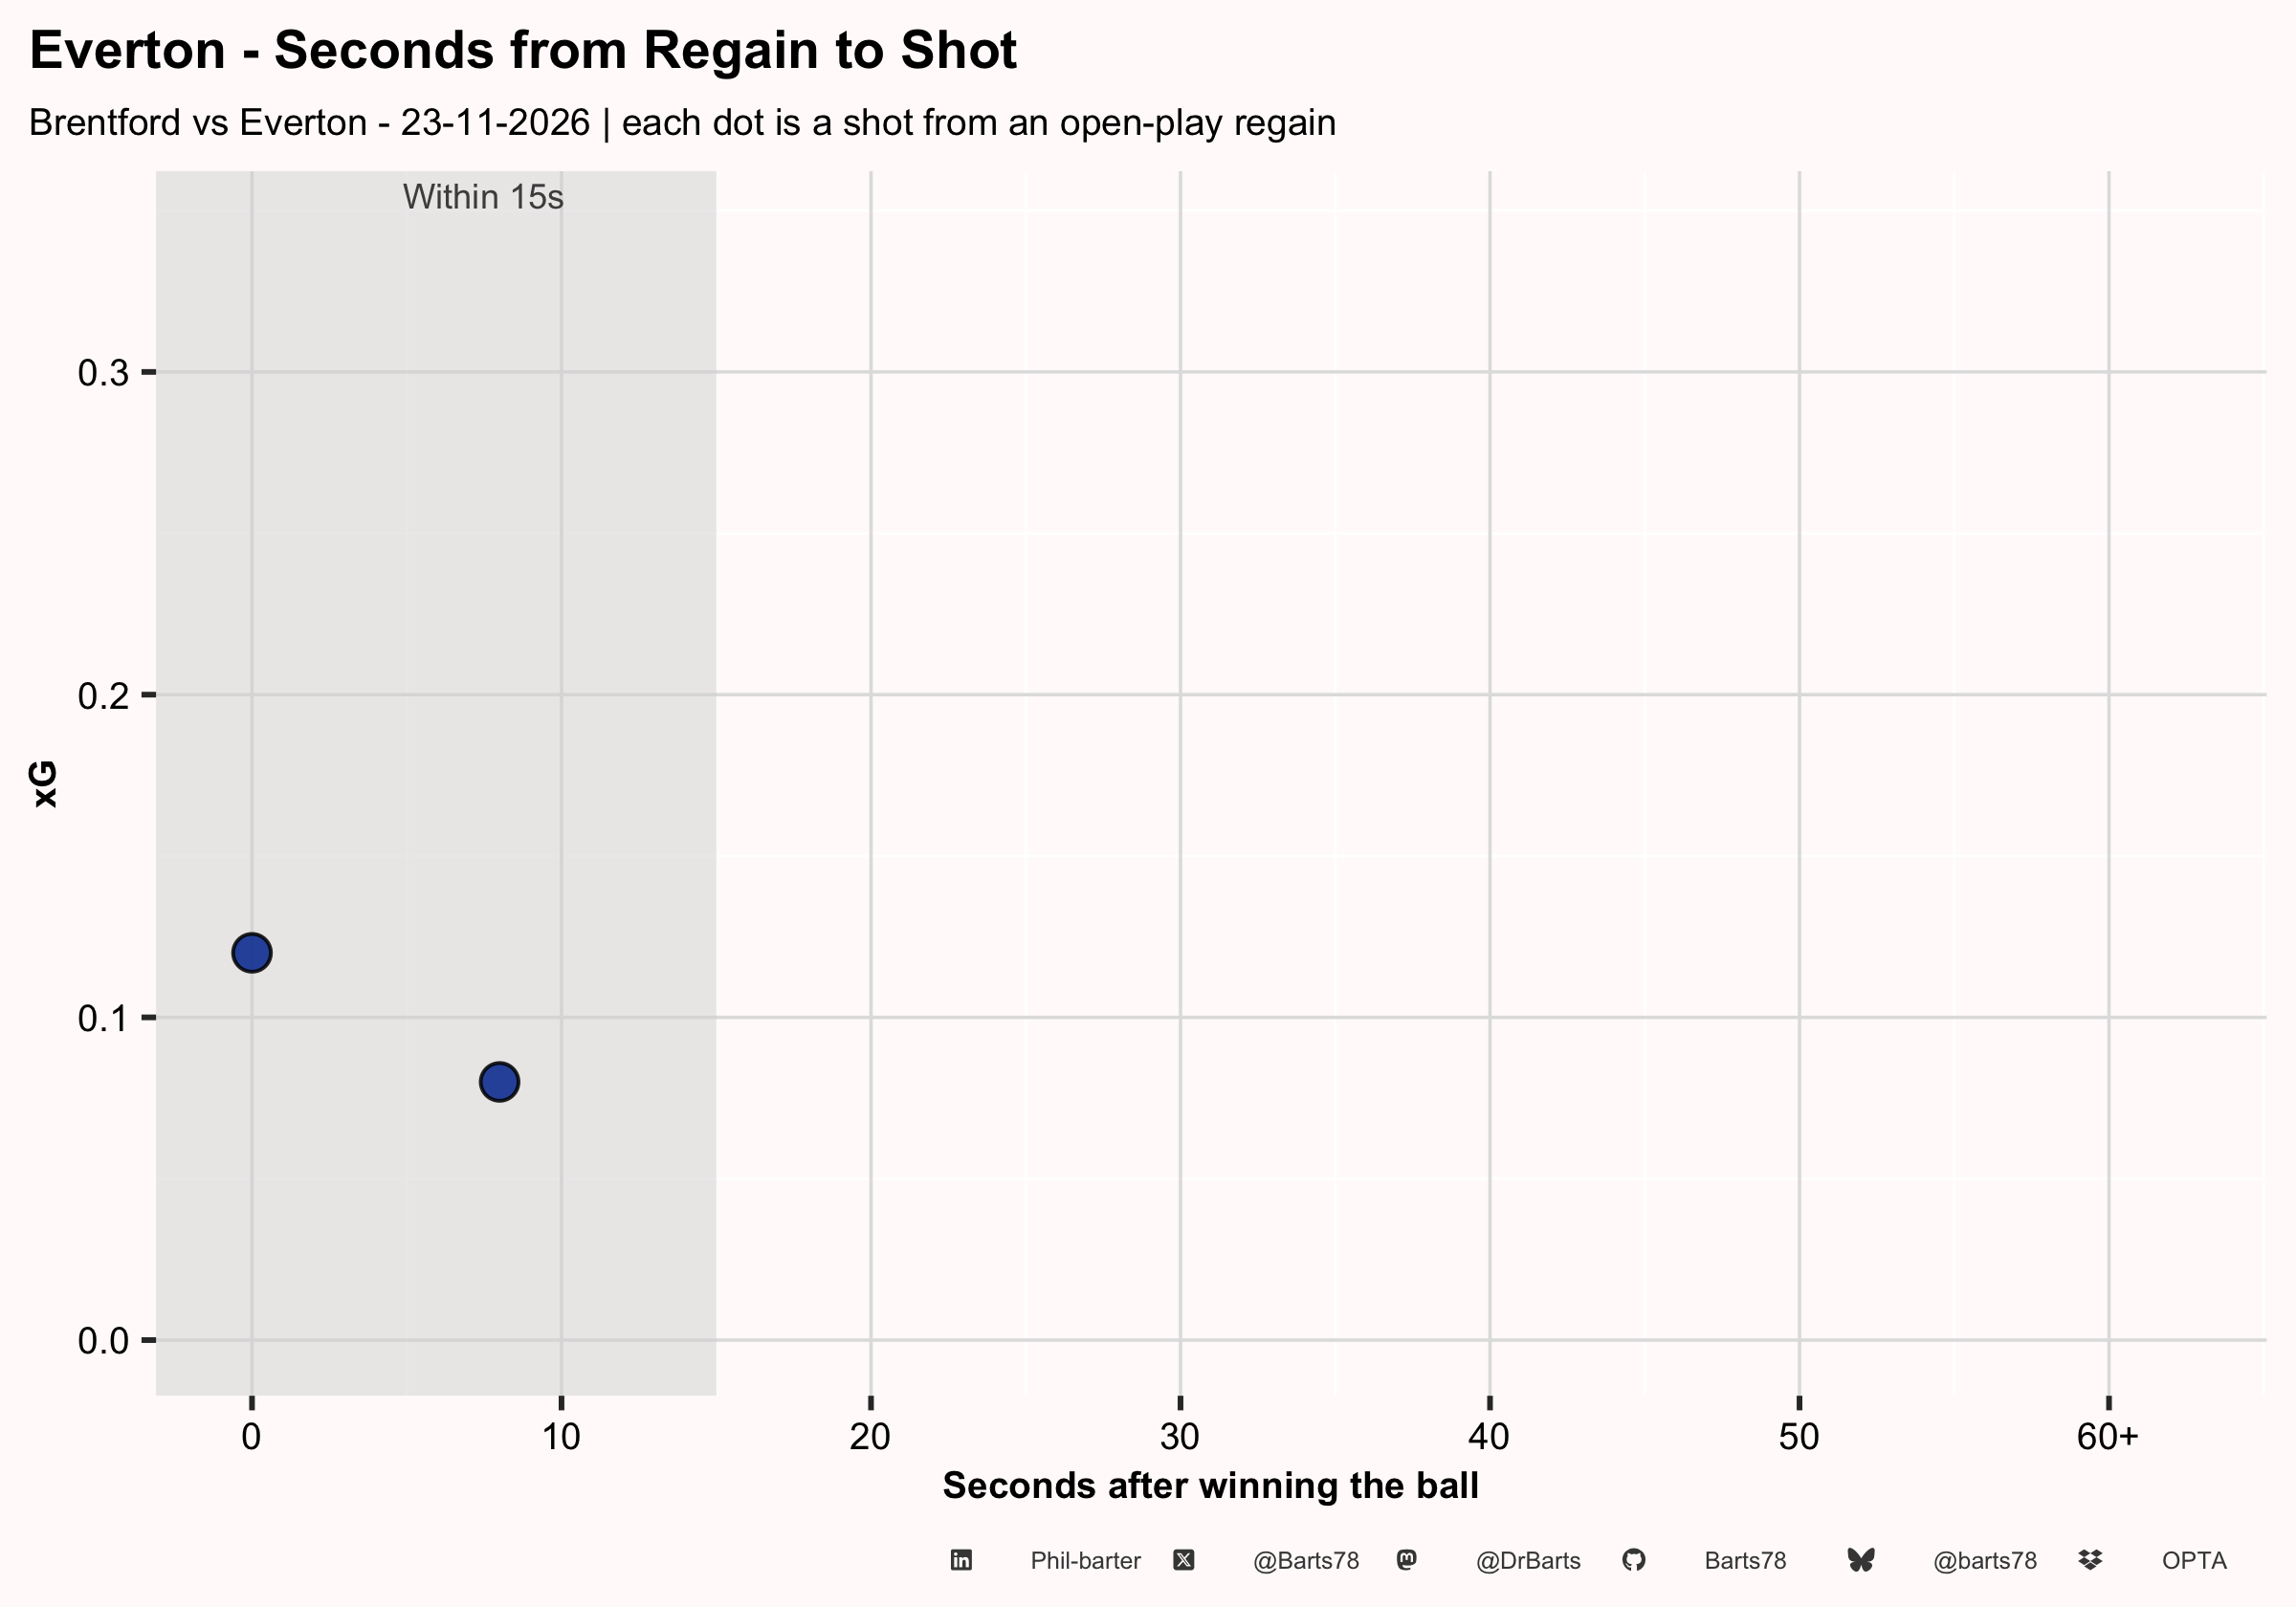 Everton - Seconds from Regain to Shot
Brentford vs Everton - 23-11-2026 | each dot is a shot from an open-play regain
Within 15s
0.3
0.2
xG
0.1
0.0
0 10 20 30 40 50 60+
Seconds after winning the ball
Phil-barter @Barts78 @DrBarts Barts78 @barts78 OPTA